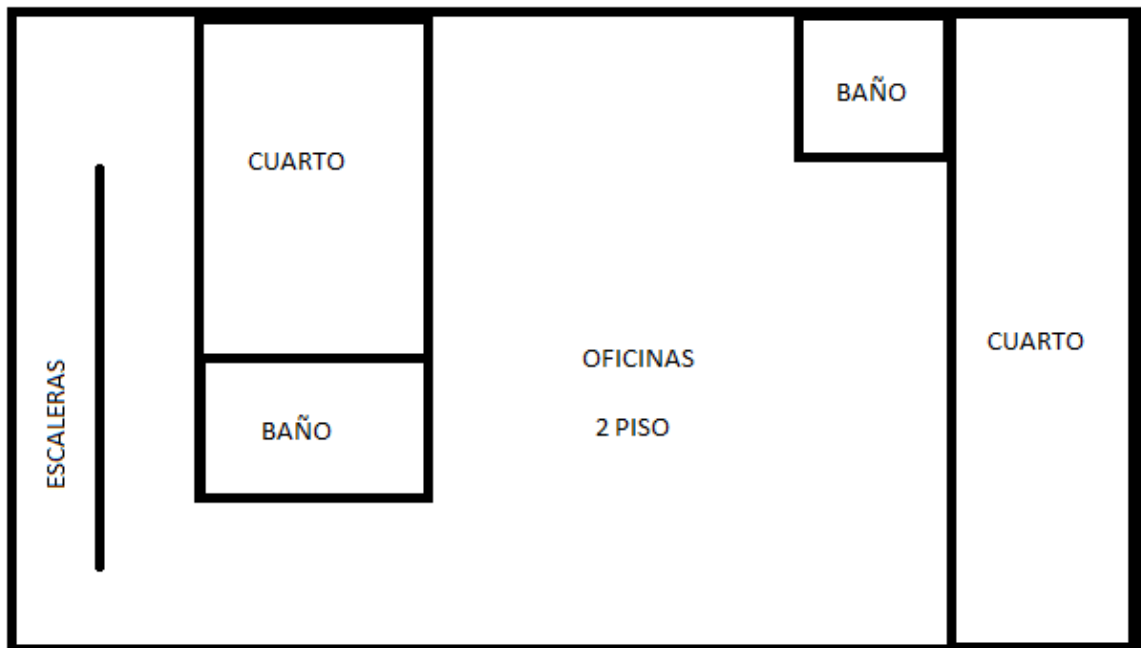 BAÑO
CUARTO
CUARTO
OFICINAS
ESCALERAS
BAÑO
2 PISO